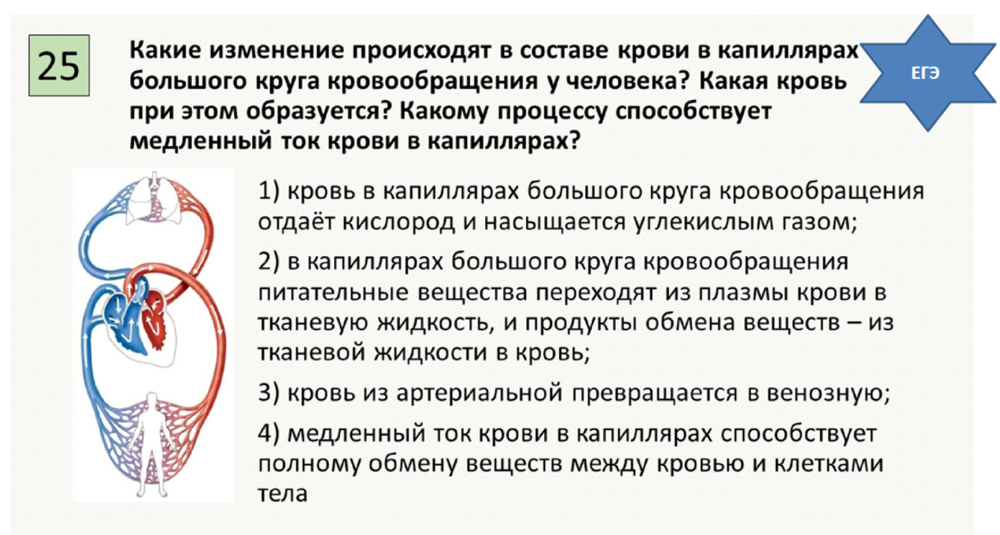 25
Какие изменение происходят в составе крови в капиллярах
большого круга кровообращения у человека? Какая кровь
при этом образуется? Какому процессу способствует
медленный ток крови в капиллярах?
ЕГЭ
1) кровь в капиллярах большого круга кровообращения
отдаёт кислород и насыщается углекислым газом;
2) в капиллярах большого круга кровообращения
питательные вещества переходят из плазмы крови в
тканевую жидкость, и продукты обмена веществ – из
тканевой жидкости в кровь;
3) кровь из артериальной превращается в венозную;
4) медленный ток крови в капиллярах способствует
полному обмену веществ между кровью и клетками
тела